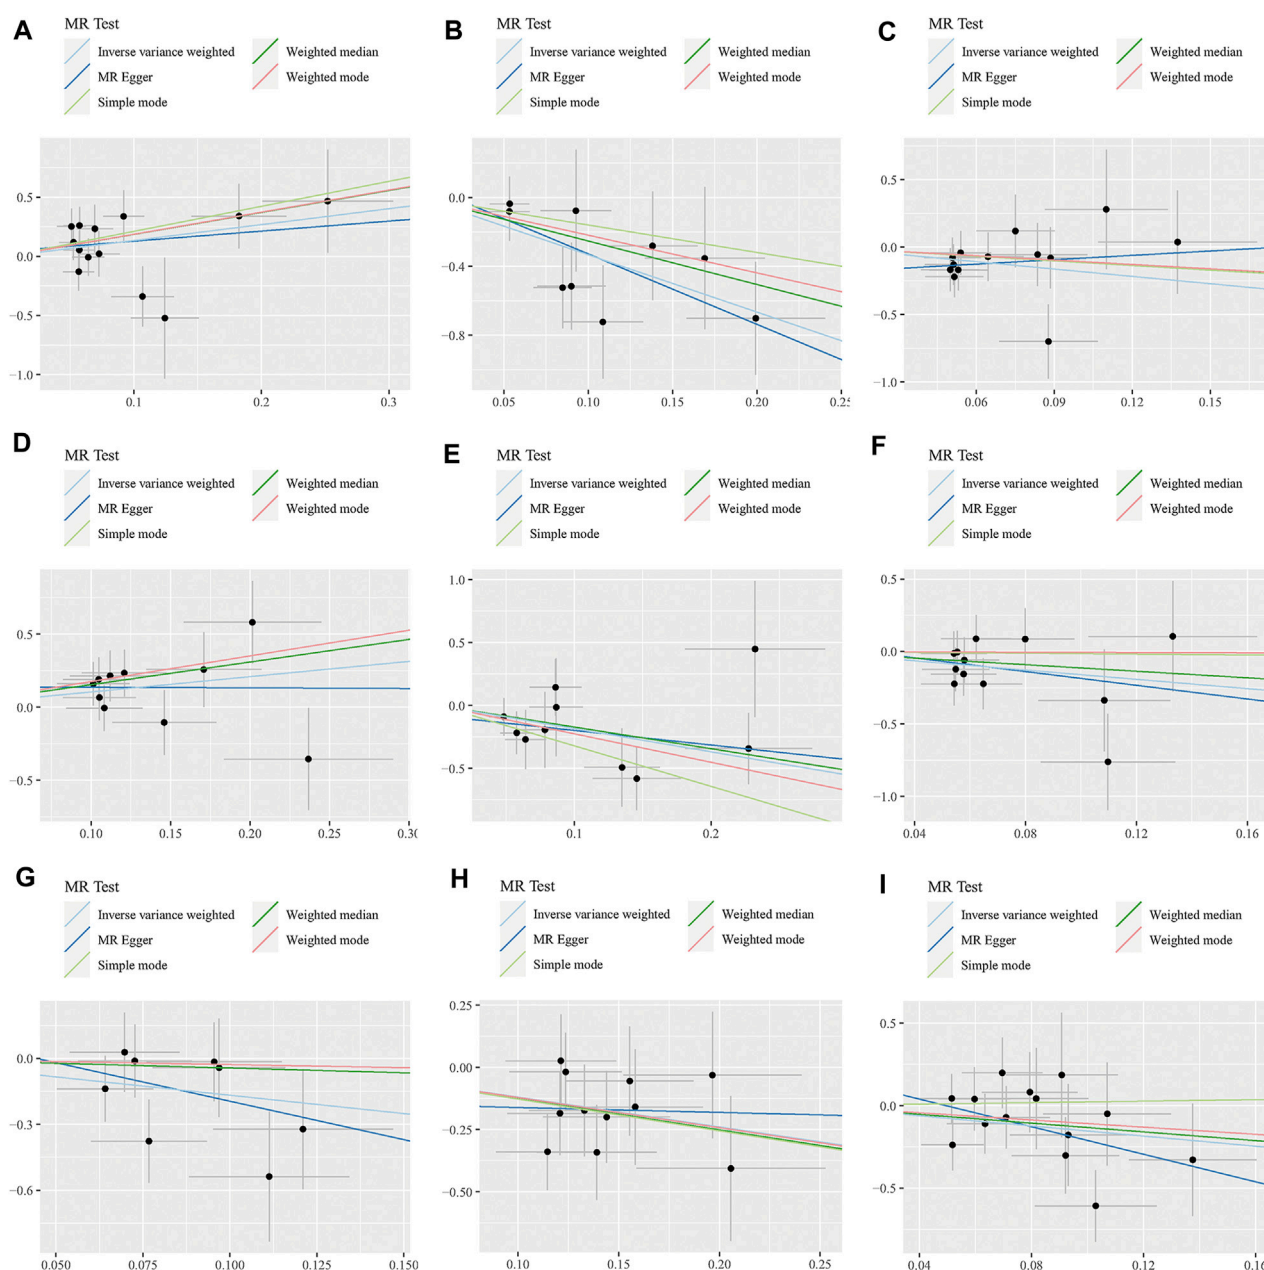 A
MR Test
Inverse variance weighted
Weighted median
MR Egger
Weighted mode
Simple mode
0.5
0.0
−0.5
−1.0
0.1 0.2 0.3
B
MR Test
Inverse variance weighted
Weighted median
MR Egger
Weighted mode
Simple mode
0.0
−0.4
−0.8
0.05 0.10 0.15 0.20 0.25
C
MR Test
Inverse variance weighted
Weighted median
MR Egger
Weighted mode
Simple mode
0.5
0.0
−0.5
−1.0
0.06 0.09 0.12 0.15
D
MR Test
Inverse variance weighted
Weighted median
MR Egger
Weighted mode
Simple mode
0.5
0.0
−0.5
0.10 0.15 0.20 0.25 0.30
E
MR Test
Inverse variance weighted
Weighted median
MR Egger
Weighted mode
Simple mode
1.0
0.5
0.0
−0.5
0.1 0.2
F
MR Test
Inverse variance weighted
Weighted median
MR Egger
Weighted mode
Simple mode
0.5
0.0
−0.5
−1.0
0.04 0.08 0.12 0.16
G
MR Test
Inverse variance weighted
Weighted median
MR Egger
Weighted mode
Simple mode
0.0
−0.3
−0.6
0.050 0.075 0.100 0.125 0.150
H
MR Test
Inverse variance weighted
Weighted median
MR Egger
Weighted mode
Simple mode
0.25
0.00
−0.25
−0.50
0.10 0.15 0.20 0.25
I
MR Test
Inverse variance weighted
Weighted median
MR Egger
Weighted mode
Simple mode
0.5
0.0
−0.5
0.04 0.08 0.12 0.16